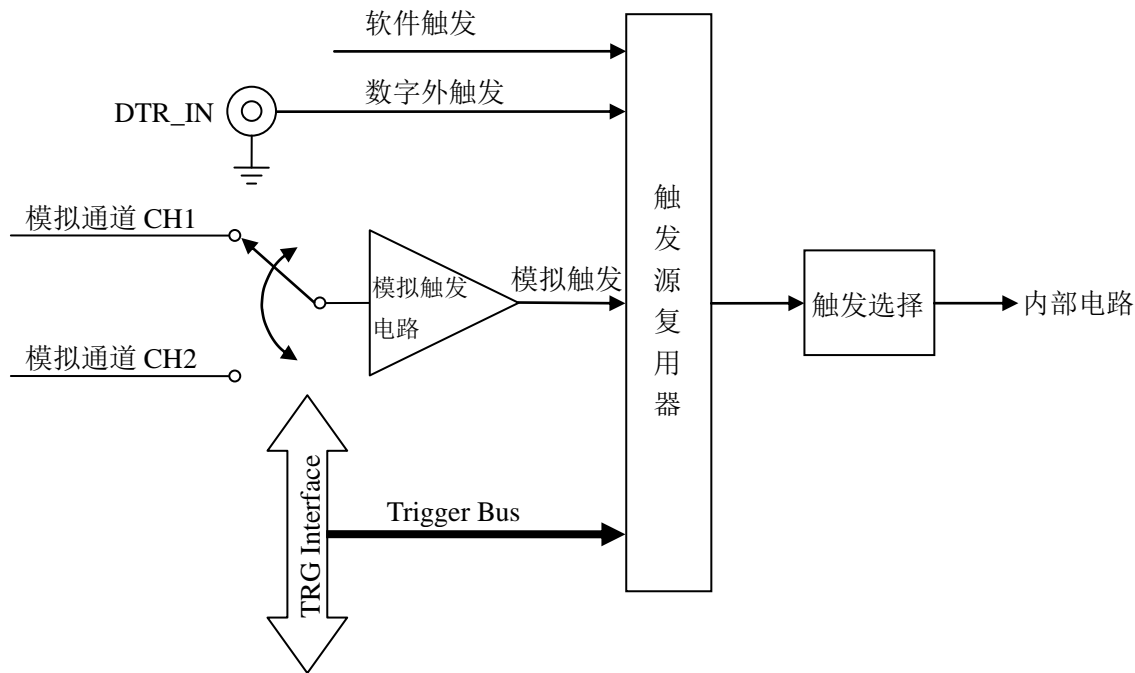 软件触发
数字外触发
DTR_IN
模拟通道 CH1
模拟触发
电路
模拟触发
模拟通道 CH2
TRG Interface
Trigger Bus
触
发
源
复
用
器
触发选择
内部电路